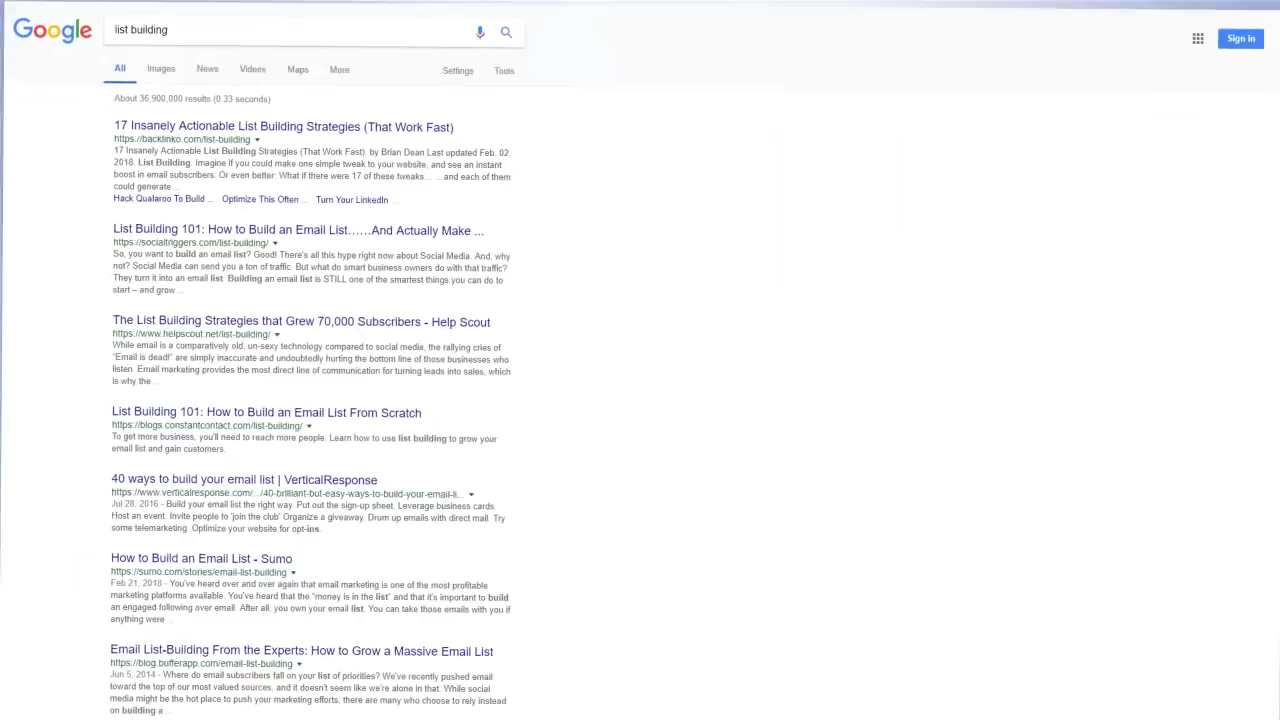 Google
list building
Sign in
All Images News Videos Maps More Settings Tools
About 36,900,000 results (0.33 seconds)
17 Insanely Actionable List Building Strategies (That Work Fast)
https://backlinko.com/list-building
17 Insanely Actionable List Building Strategies (That Work Fast). by Brian Dean Last updated Feb. 02,
2018. List Building. Imagine if you could make one simple tweak to your website, and see an instant
boost in email subscribers. Or even better: What if there were 17 of these tweaks... ...and each of them
could generate ...
Hack Qualaroo To Build ... Optimize This Often ... Turn Your LinkedIn ...
List Building 101: How to Build an Email List……And Actually Make ...
https://socialtriggers.com/list-building/
So, you want to build an email list? Good! There's all this hype right now about Social Media. And, why
not? Social Media can send you a ton of traffic. But what do smart business owners do with that traffic?
They turn it into an email list Building an email list is STILL one of the smartest things you can do to
start – and grow ...
The List Building Strategies that Grew 70,000 Subscribers - Help Scout
https://www.helpscout.net/list-building/
While email is a comparatively old, un-sexy technology compared to social media, the rallying cries of
“Email is dead!” are simply inaccurate and undoubtedly hurting the bottom line of those businesses who
listen. Email marketing provides the most direct line of communication for turning leads into sales, which
is why the ...
List Building 101: How to Build an Email List From Scratch
https://blogs.constantcontact.com/list-building/
To get more business, you'll need to reach more people. Learn how to use list building to grow your
email list and gain customers.
40 ways to build your email list | VerticalResponse
https://www.verticalresponse.com/.../40-brilliant-but-easy-ways-to-build-your-email-li...
Jul 28, 2016 - Build your email list the right way. Put out the sign-up sheet. Leverage business cards.
Host an event. Invite people to 'join the club' Organize a giveaway. Drum up emails with direct mail. Try
some telemarketing. Optimize your website for opt-ins.
How to Build an Email List - Sumo
https://sumo.com/stories/email-list-building
Feb 21, 2018 - You've heard over and over again that email marketing is one of the most profitable
marketing platforms available. You've heard that the “money is in the list” and that it's important to build
an engaged following over email. After all, you own your email list. You can take those emails with you if
anything were ...
Email List-Building From the Experts: How to Grow a Massive Email List
https://blog.bufferapp.com/email-list-building
Jun 5, 2014 - Where do email subscribers fall on your list of priorities? We've recently pushed email
toward the top of our most valued sources, and it doesn't seem like we're alone in that. While social
media might be the hot place to push your marketing efforts, there are many who choose to rely instead
on building a ...